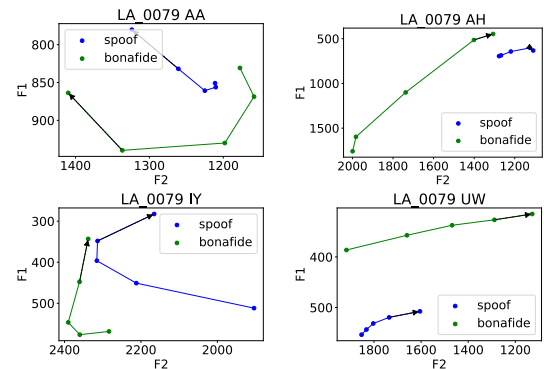 LA_0079 AA
F1
800
850
900
1400
1300
1200
F2
spoof
bonafide
LA_0079 AH
F1
500
1000
1500
2000
1800
1600
1400
1200
F2
spoof
bonafide
LA_0079 IY
F1
300
400
500
2400
2200
2000
F2
spoof
bonafide
LA_0079 UW
F1
400
500
1800
1600
1400
1200
F2
spoof
bonafide